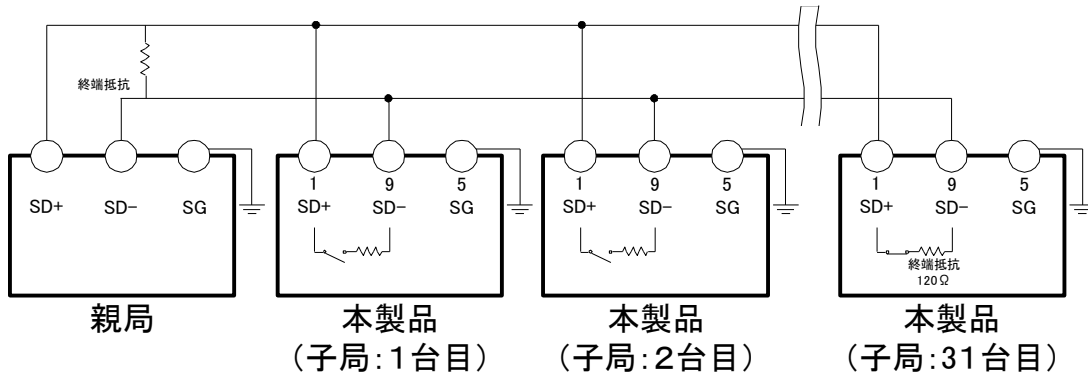 終端抵抗
SD+ SD− SG
親局
1 9 5
SD+ SD− SG
本製品
(子局:1台目)
1 9 5
SD+ SD− SG
本製品
(子局:2台目)
1 9 5
SD+ SD− SG
終端抵抗
120Ω
本製品
(子局:31台目)